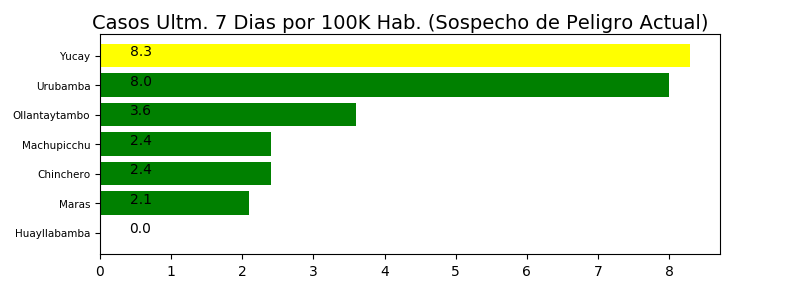 Casos Ultm. 7 Dias por 100K Hab. (Sospecho de Peligro Actual)
Yucay 8.3
Urubamba 8.0
Ollantaytambo 3.6
Machupicchu 2.4
Chinchero 2.4
Maras 2.1
Huayllabamba 0.0
0 1 2 3 4 5 6 7 8